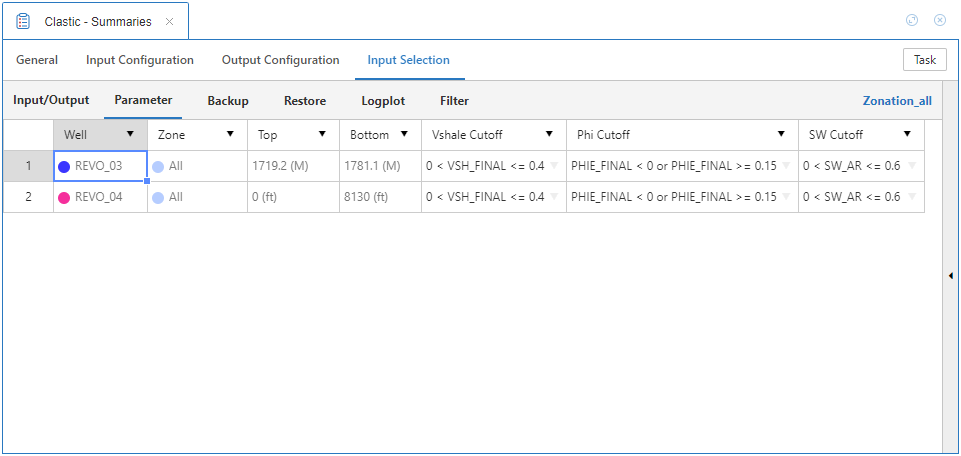 Clastic - Summaries
General Input Configuration Output Configuration Input Selection Task
Input/Output Parameter Backup Restore Logplot Filter Zonation_all
Well Zone Top Bottom Vshale Cutoff Phi Cutoff SW Cutoff
1 REVO_03 All 1719.2 (M) 1781.1 (M) 0 < VSH_FINAL <= 0.4 PHIE_FINAL < 0 or PHIE_FINAL >= 0.15 0 < SW_AR <= 0.6
2 REVO_04 All 0 (ft) 8130 (ft) 0 < VSH_FINAL <= 0.4 PHIE_FINAL < 0 or PHIE_FINAL >= 0.15 0 < SW_AR <= 0.6